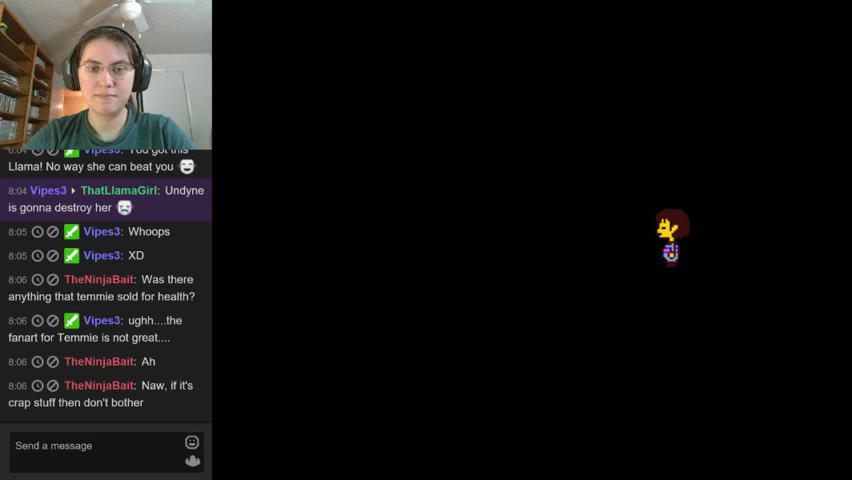 8:04 Vipes3: You got this
Llama! No way she can beat you
8:04 Vipes3 ▸ ThatLlamaGirl: Undyne
is gonna destroy her
8:05 Vipes3: Whoops
8:05 Vipes3: XD
8:06 TheNinjaBait: Was there
anything that temmie sold for health?
8:06 Vipes3: ughh....the
fanart for Temmie is not great....
8:06 TheNinjaBait: Ah
8:06 TheNinjaBait: Naw, if it's
crap stuff then don't bother
Send a message